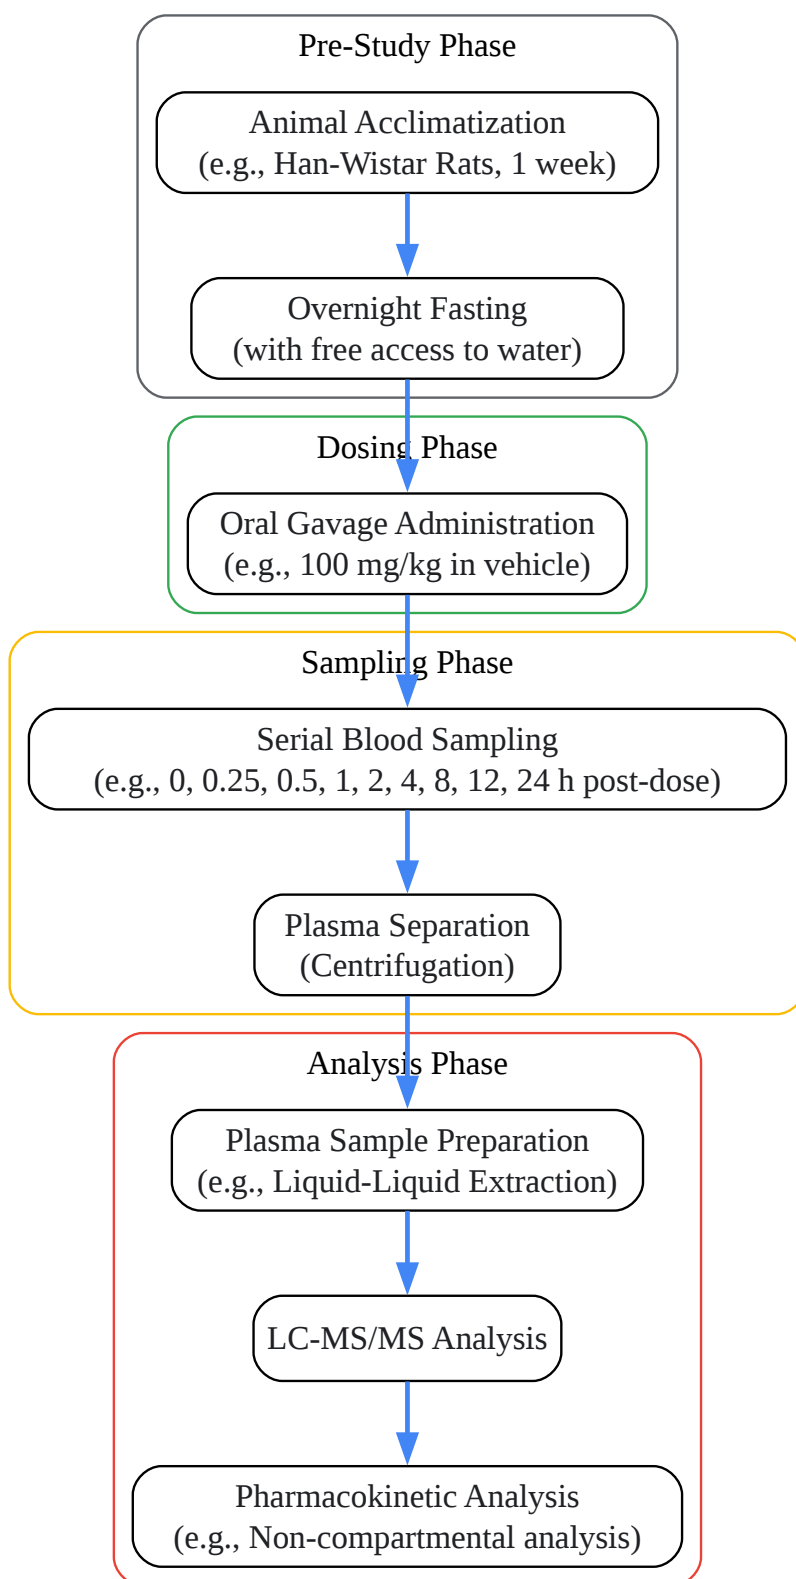 Pre-Study Phase
Animal Acclimatization
(e.g., Han-Wistar Rats, 1 week)
Overnight Fasting
(with free access to water)
Dosing Phase
Oral Gavage Administration
(e.g., 100 mg/kg in vehicle)
Sampling Phase
Serial Blood Sampling
(e.g., 0, 0.25, 0.5, 1, 2, 4, 8, 12, 24 h post-dose)
Plasma Separation
(Centrifugation)
Analysis Phase
Plasma Sample Preparation
(e.g., Liquid-Liquid Extraction)
LC-MS/MS Analysis
Pharmacokinetic Analysis
(e.g., Non-compartmental analysis)